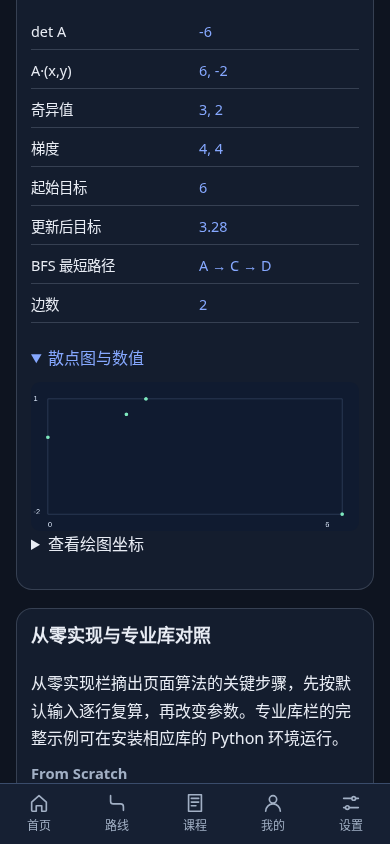 det A -6
A·(x,y) 6, -2
奇异值 3, 2
梯度 4, 4
起始目标 6
更新后目标 3.28
BFS 最短路径 A → C → D
边数 2
▼ 散点图与数值
1
-2
0 6
▶ 查看绘图坐标
从零实现与专业库对照
从零实现栏摘出页面算法的关键步骤，先按默
认输入逐行复算，再改变参数。专业库栏的完
整示例可在安装相应库的 Python 环境运行。
From Scratch
首页 路线 课程 我的 设置